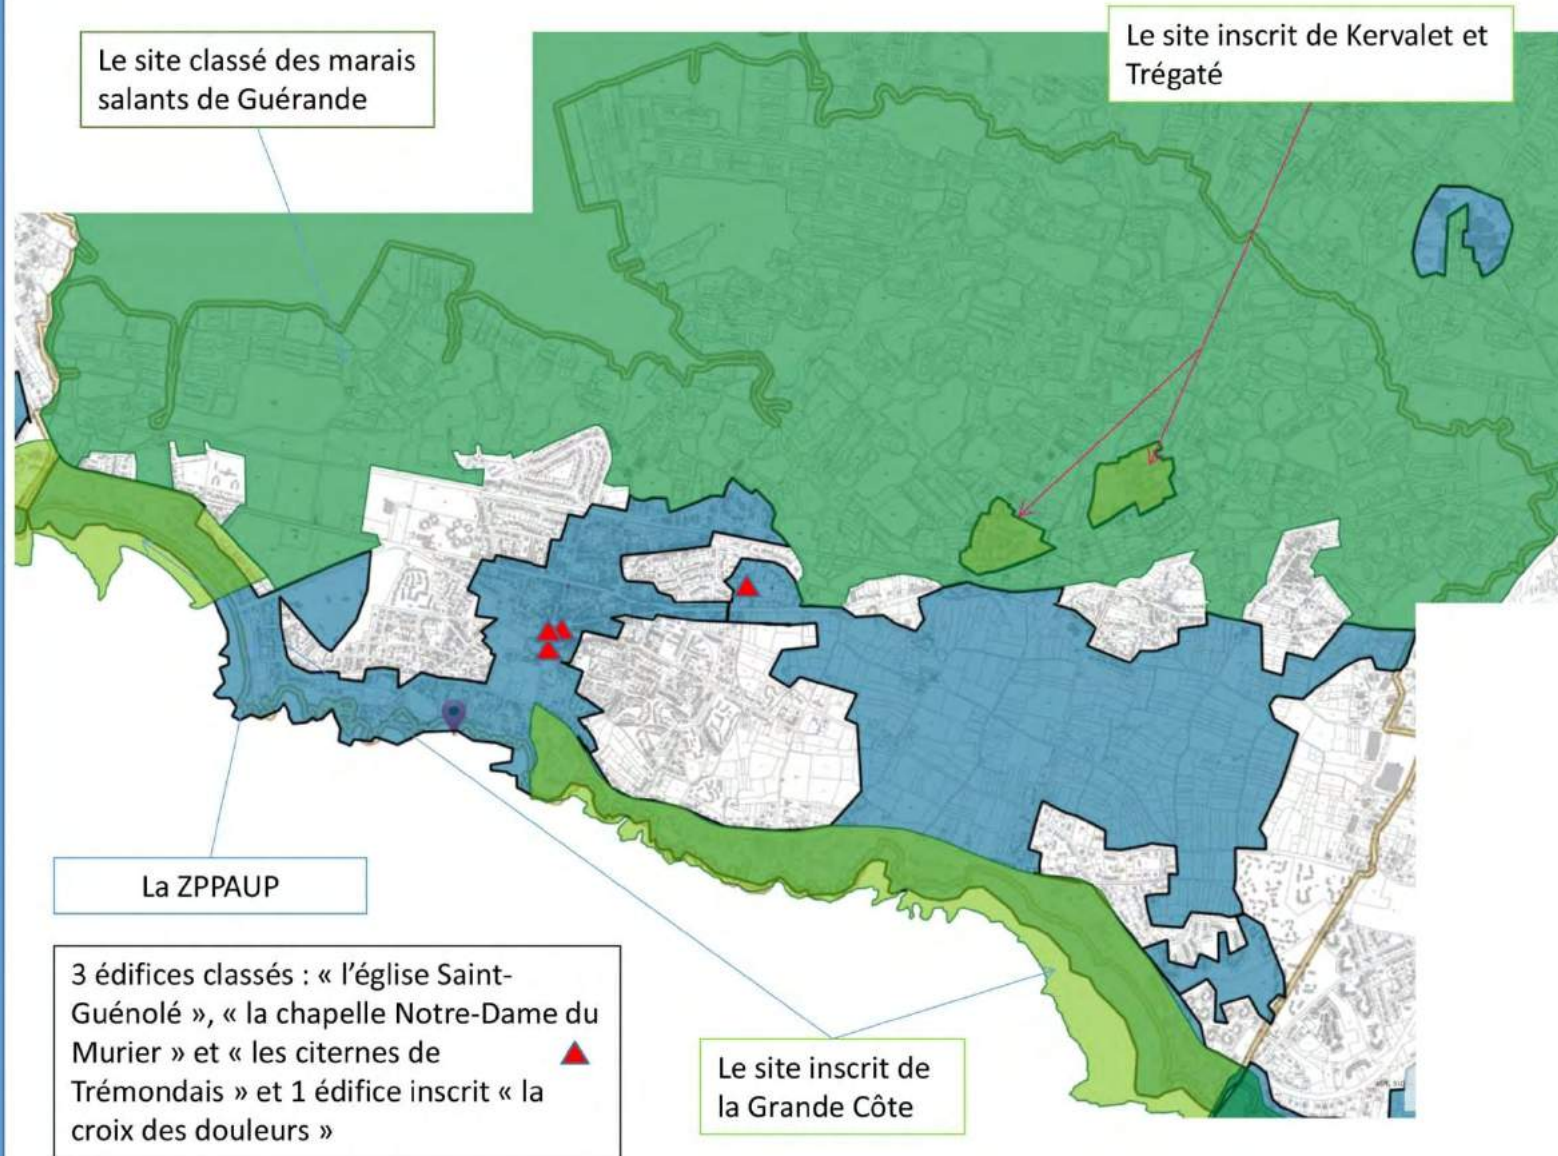 Le site classé des marais
salants de Guérande
Le site inscrit de Kervalet et
Trégaté
La ZPPAUP
3 édifices classés : « l’église Saint-
Guénolé », « la chapelle Notre-Dame du
Murier » et « les citernes de
Trémondais » et 1 édifice inscrit « la
croix des douleurs »
Le site inscrit de
la Grande Côte